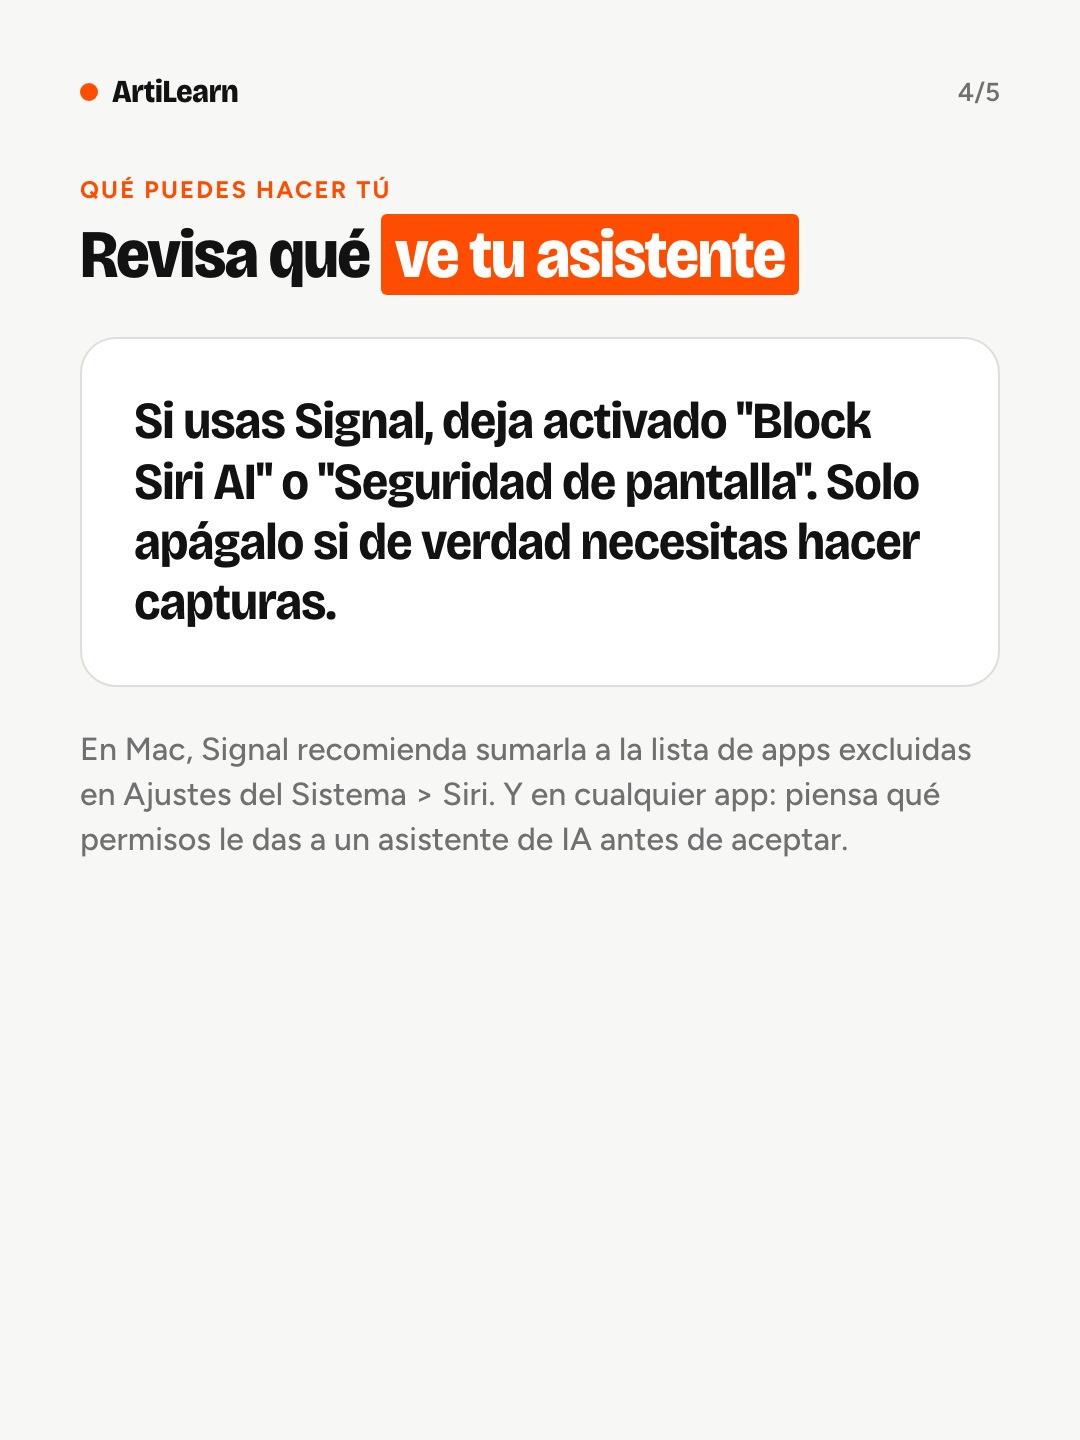 ArtiLearn
4/5
QUÉ PUEDES HACER TÚ
Revisa qué ve tu asistente
Si usas Signal, deja activado "Block
Siri AI" o "Seguridad de pantalla". Solo
apágalo si de verdad necesitas hacer
capturas.
En Mac, Signal recomienda sumarla a la lista de apps excluidas
en Ajustes del Sistema > Siri. Y en cualquier app: piensa qué
permisos le das a un asistente de IA antes de aceptar.